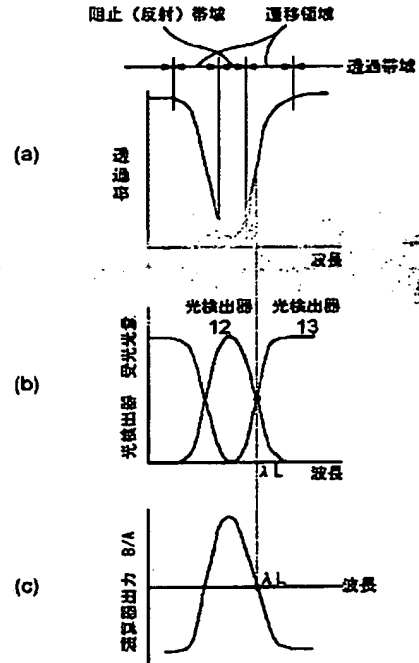 阻止（反射）帯域 遷移領域
透過帯域
(a)
透過率
波長
光検出器 光検出器
12 13
(b)
光検出器 受光光量
λL 波長
(c)
演算器出力 B/A
λL 波長